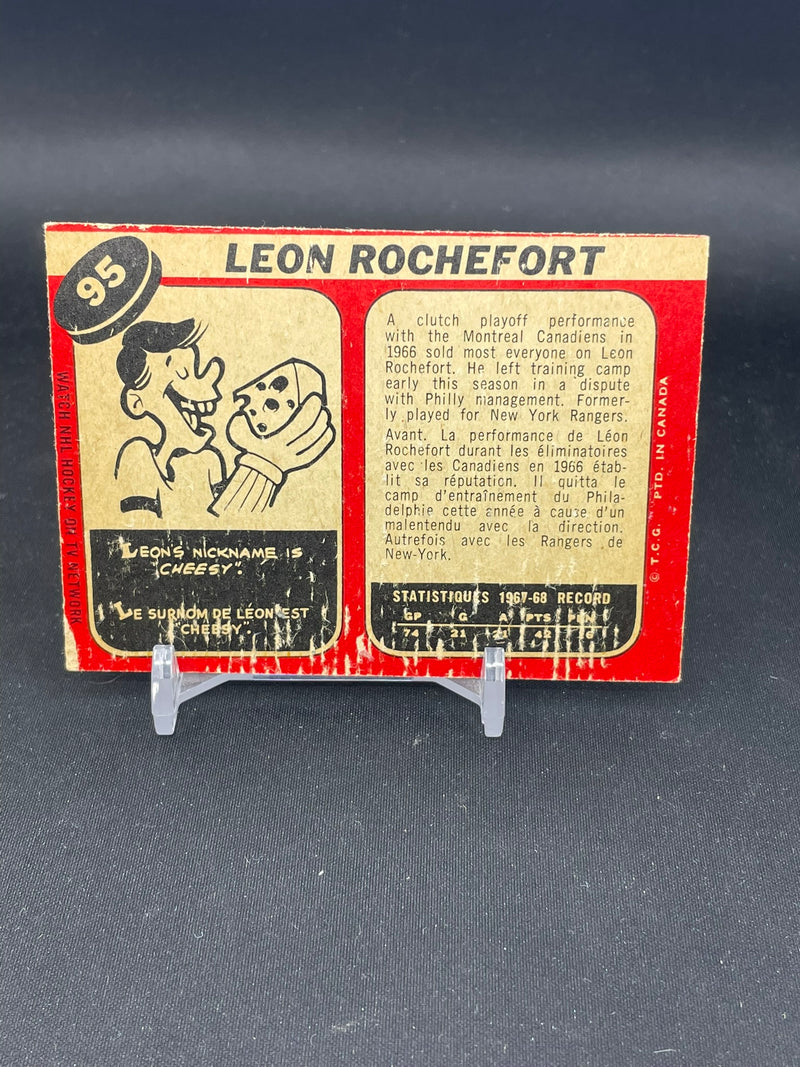 95
LEON ROCHEFORT
A clutch playoff performance
with the Montreal Canadiens in
1966 sold most everyone on Leon
Rochefort. He left training camp
early this season in a dispute
with Philly management. Former-
ly played for New York Rangers.
Avant. La performance de Léon
Rochefort durant les éliminatoires
avec les Canadiens en 1966 étab-
lit sa réputation. Il quitta le
camp d'entraînement du Phila-
delphie cette année à cause d'un
malentendu avec la direction.
Autrefois avec les Rangers de
New-York.
LEON'S NICKNAME IS
"CHEESY".
LE SURNOM DE LÉON EST
"CHEESY".
STATISTIQUES 1967-68 RECORD
GP G A PTS PEN
74 21 21 42
WATCH NHL HOCKEY ON TV NETWORK
© T.C.G. PTD. IN CANADA